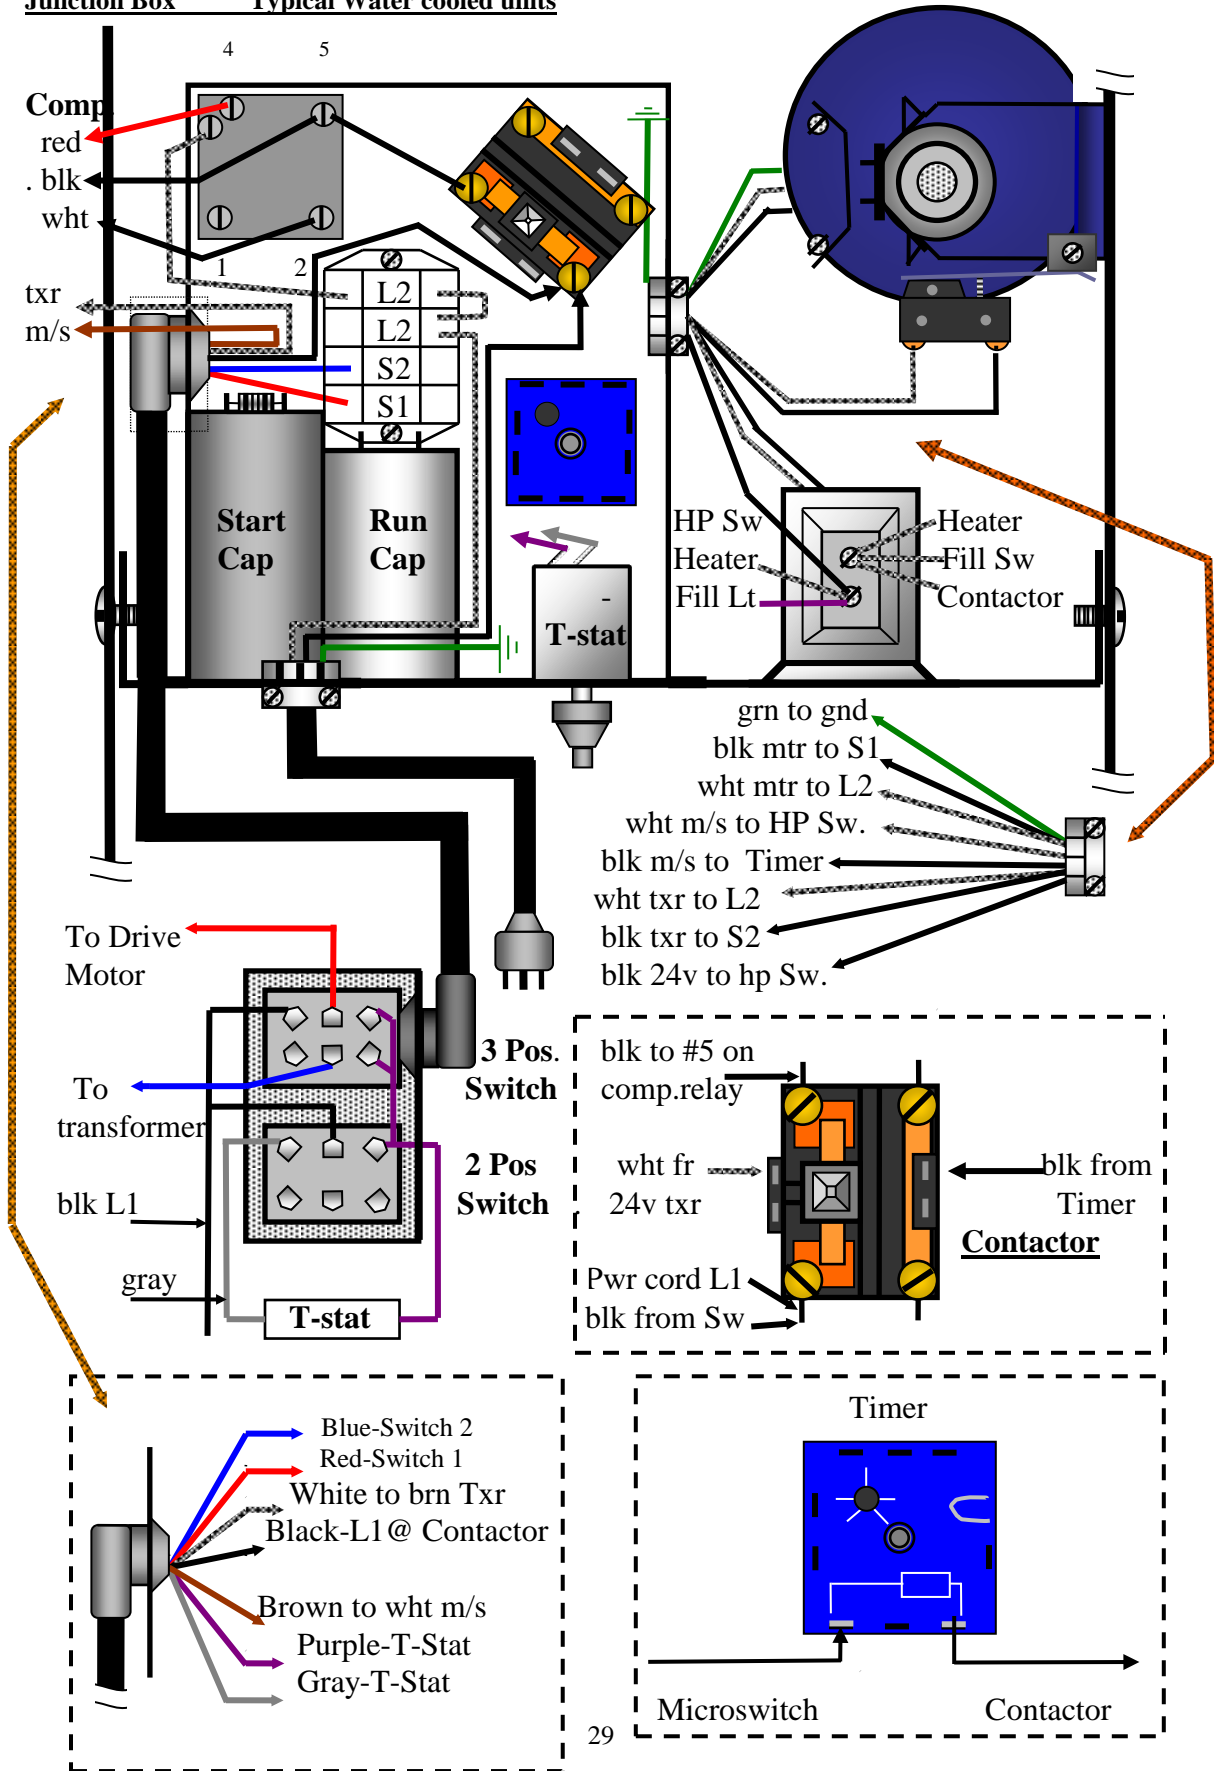 Junction Box Typical Water cooled units
4 5
Comp.
red
. blk
wht
1 2
txr
m/s
L2
L2
S2
S1
Start
Cap
Run
Cap
-
T-stat
HP Sw
Heater
Fill Lt
Heater
Fill Sw
Contactor
grn to gnd
blk mtr to S1
wht mtr to L2
wht m/s to HP Sw.
blk m/s to Timer
wht txr to L2
blk txr to S2
blk 24v to hp Sw.
To Drive
Motor
To
transformer
blk L1
gray
3 Pos.
Switch
2 Pos
Switch
T-stat
blk to #5 on
comp.relay
wht fr
24v txr
blk from
Timer
Contactor
Pwr cord L1
blk from Sw
Blue-Switch 2
Red-Switch 1
White to brn Txr
Black-L1@ Contactor
Brown to wht m/s
Purple-T-Stat
Gray-T-Stat
Timer
Microswitch
Contactor
29